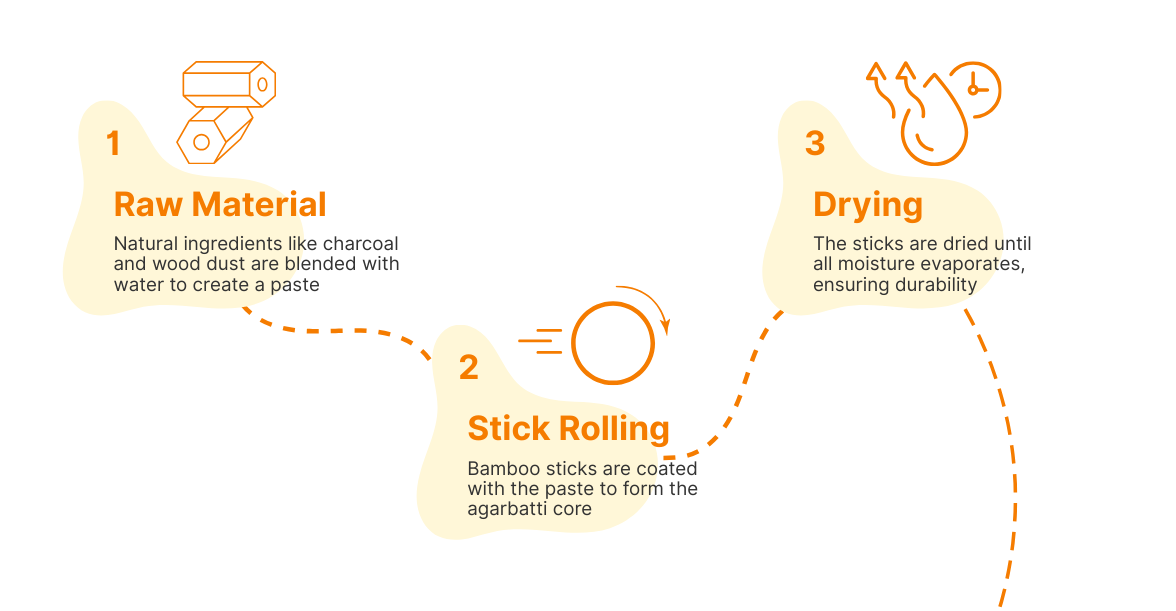 1
Raw Material
Natural ingredients like charcoal
and wood dust are blended with
water to create a paste
2
Stick Rolling
Bamboo sticks are coated
with the paste to form the
agarbatti core
3
Drying
The sticks are dried until
all moisture evaporates,
ensuring durability